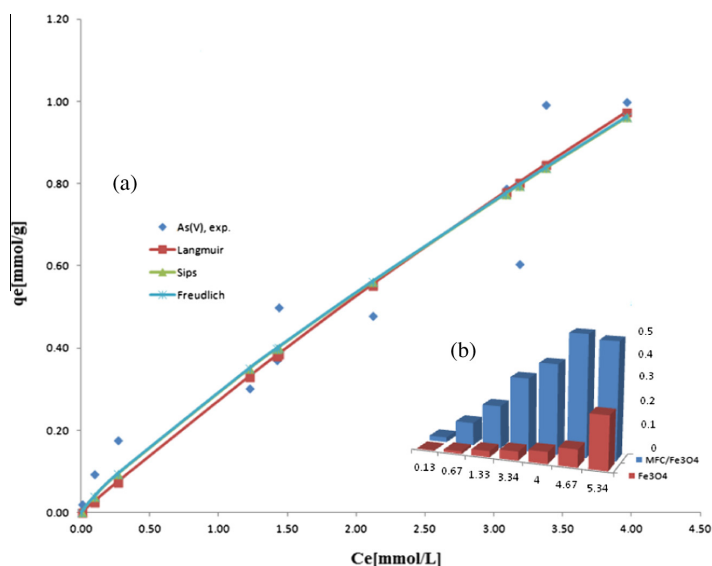 1.20
1.00
0.80
0.60
0.40
0.20
0.00
qe[mmol/g]
(a)
As(V), exp.
Langmuir
Sips
Freudlich
(b)
0.5
0.4
0.3
0.2
0.1
0
0.13 0.67 1.33 3.34 4 4.67 5.34
MFC/Fe3O4
Fe3O4
0.00 0.50 1.00 1.50 2.00 2.50 3.00 3.50 4.00 4.50
Ce[mmol/L]